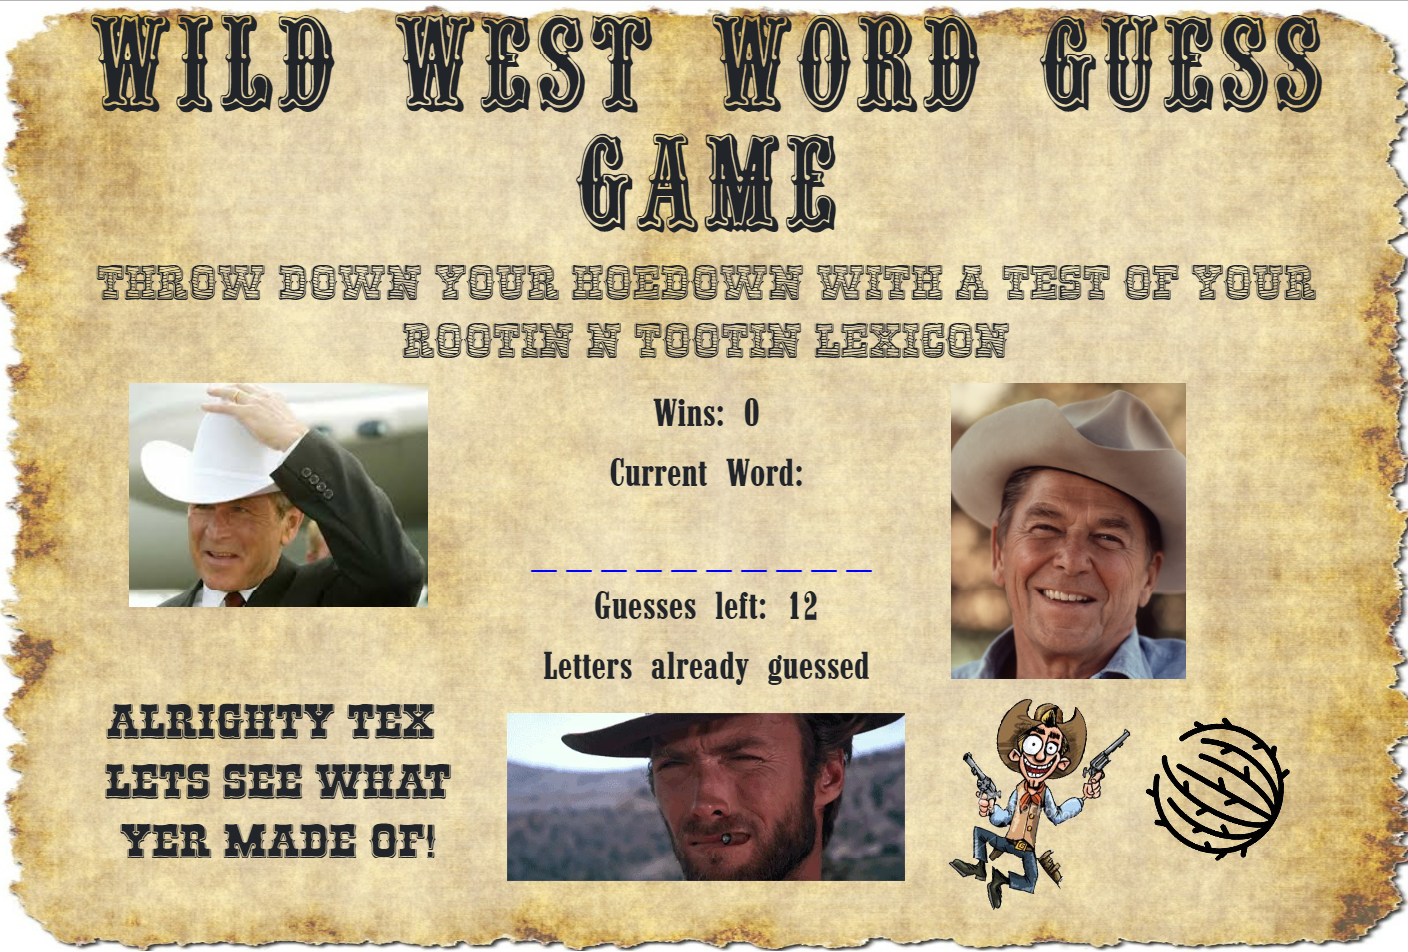 WILD WEST WORD GUESS
GAME
THROW DOWN YOUR HOEDOWN WITH A TEST OF YOUR
ROOTIN N TOOTIN LEXICON
Wins: 0
Current Word:
_ _ _ _ _ _ _ _ _ _
Guesses left: 12
Letters already guessed
ALRIGHTY TEX
LETS SEE WHAT
YER MADE OF!